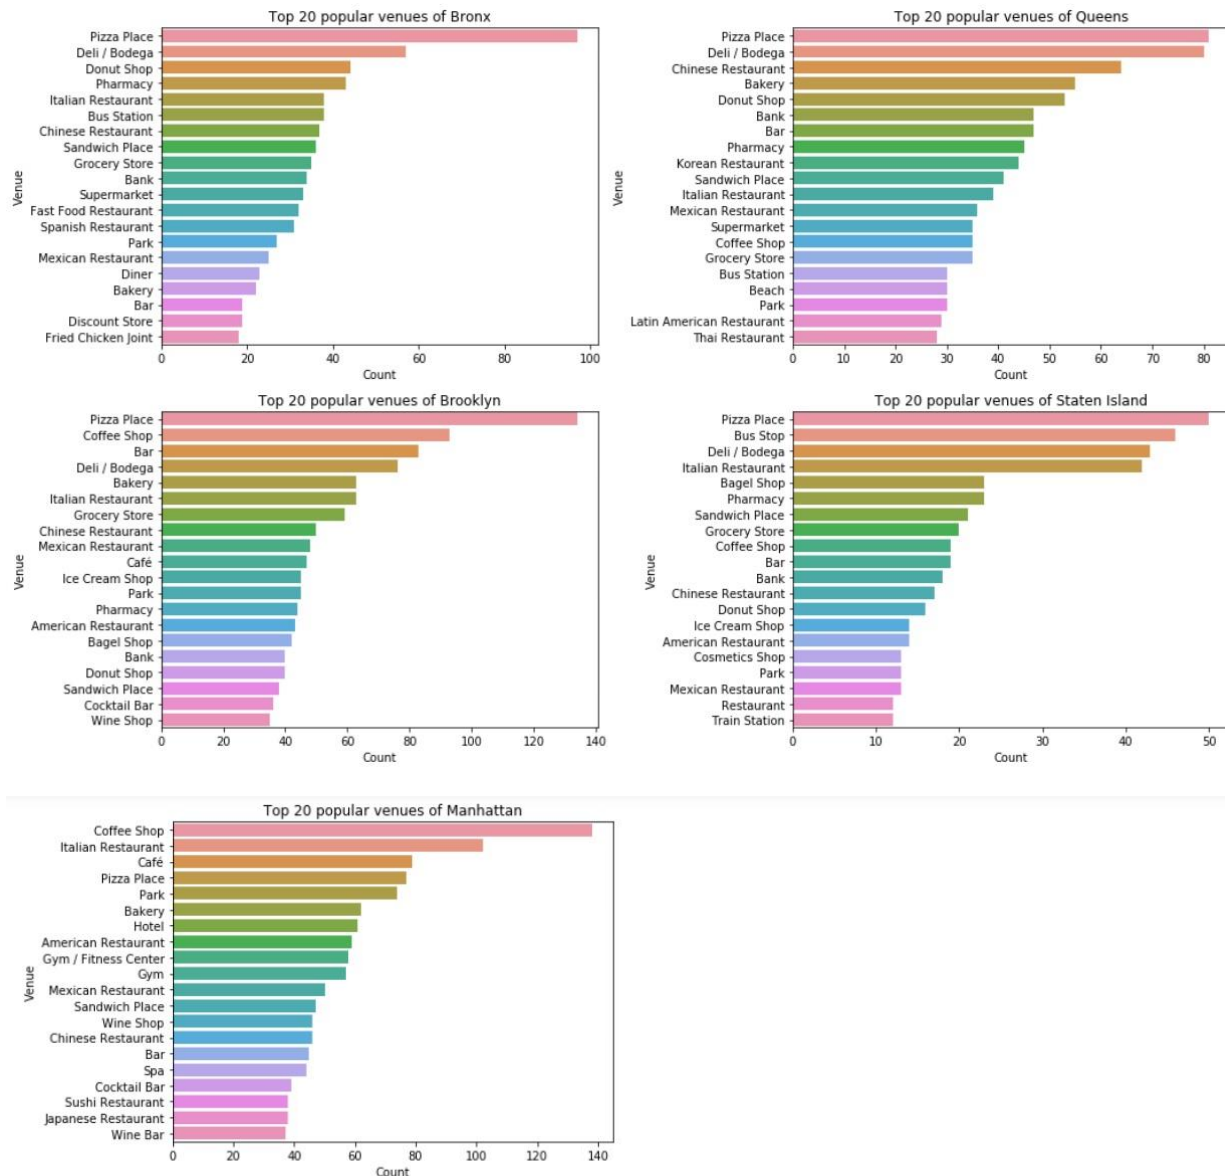 Top 20 popular venues of Bronx
Venue
Pizza Place
Deli / Bodega
Donut Shop
Pharmacy
Italian Restaurant
Bus Station
Chinese Restaurant
Sandwich Place
Grocery Store
Bank
Supermarket
Fast Food Restaurant
Spanish Restaurant
Park
Mexican Restaurant
Diner
Bakery
Bar
Discount Store
Fried Chicken Joint
0 20 40 60 80 100
Count
Top 20 popular venues of Queens
Venue
Pizza Place
Deli / Bodega
Chinese Restaurant
Bakery
Donut Shop
Bank
Bar
Pharmacy
Korean Restaurant
Sandwich Place
Italian Restaurant
Mexican Restaurant
Supermarket
Coffee Shop
Grocery Store
Bus Station
Beach
Park
Latin American Restaurant
Thai Restaurant
0 10 20 30 40 50 60 70 80
Count
Top 20 popular venues of Brooklyn
Venue
Pizza Place
Coffee Shop
Bar
Deli / Bodega
Bakery
Italian Restaurant
Grocery Store
Chinese Restaurant
Mexican Restaurant
Café
Ice Cream Shop
Park
Pharmacy
American Restaurant
Bagel Shop
Bank
Donut Shop
Sandwich Place
Cocktail Bar
Wine Shop
0 20 40 60 80 100 120 140
Count
Top 20 popular venues of Staten Island
Venue
Pizza Place
Bus Stop
Deli / Bodega
Italian Restaurant
Bagel Shop
Pharmacy
Sandwich Place
Grocery Store
Coffee Shop
Bar
Bank
Chinese Restaurant
Donut Shop
Ice Cream Shop
American Restaurant
Cosmetics Shop
Park
Mexican Restaurant
Restaurant
Train Station
0 10 20 30 40 50
Count
Top 20 popular venues of Manhattan
Venue
Coffee Shop
Italian Restaurant
Café
Pizza Place
Park
Bakery
Hotel
American Restaurant
Gym / Fitness Center
Gym
Mexican Restaurant
Sandwich Place
Wine Shop
Chinese Restaurant
Bar
Spa
Cocktail Bar
Sushi Restaurant
Japanese Restaurant
Wine Bar
0 20 40 60 80 100 120 140
Count